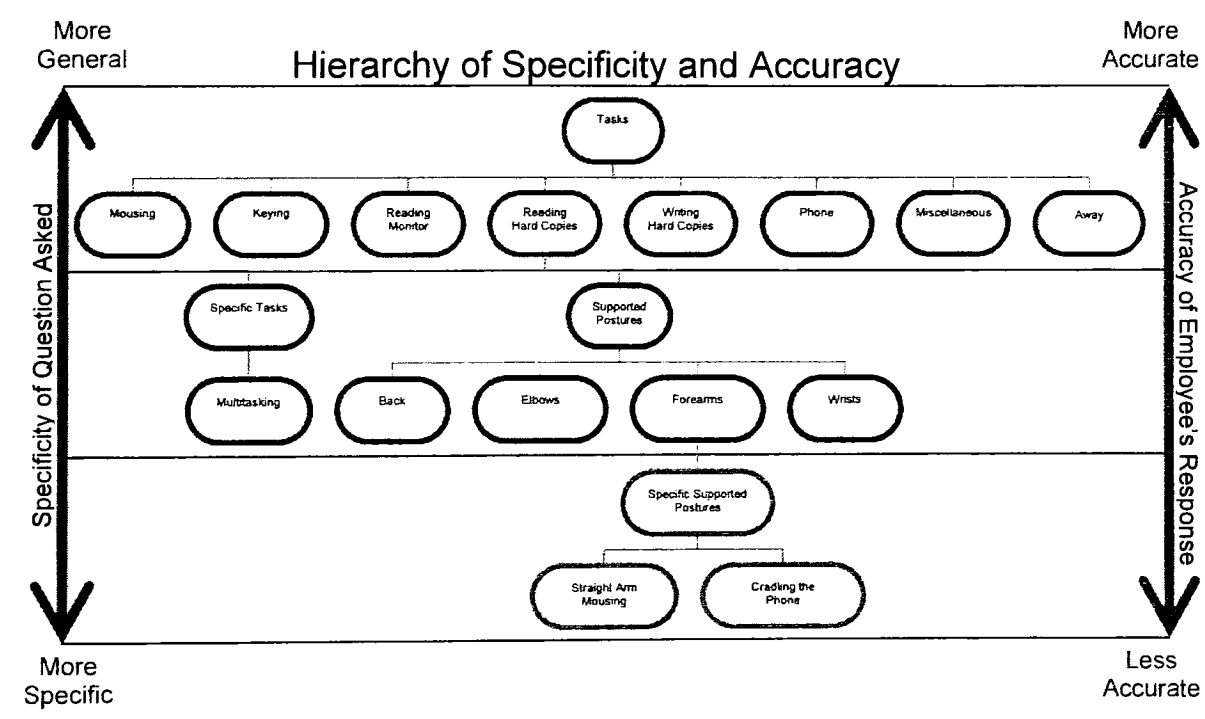 More
General
Hierarchy of Specificity and Accuracy
More
Accurate
Tasks
Mousing
Keying
Reading
Monitor
Reading
Hard Copies
Writing
Hard Copies
Phone
Miscellaneous
Away
Specificity of Question Asked
Accuracy of Employee's Response
Specific Tasks
Supported
Postures
Multitasking
Back
Elbows
Forearms
Wrists
Specific Supported
Postures
Straight Arm
Mousing
Cradling the
Phone
More
Specific
Less
Accurate